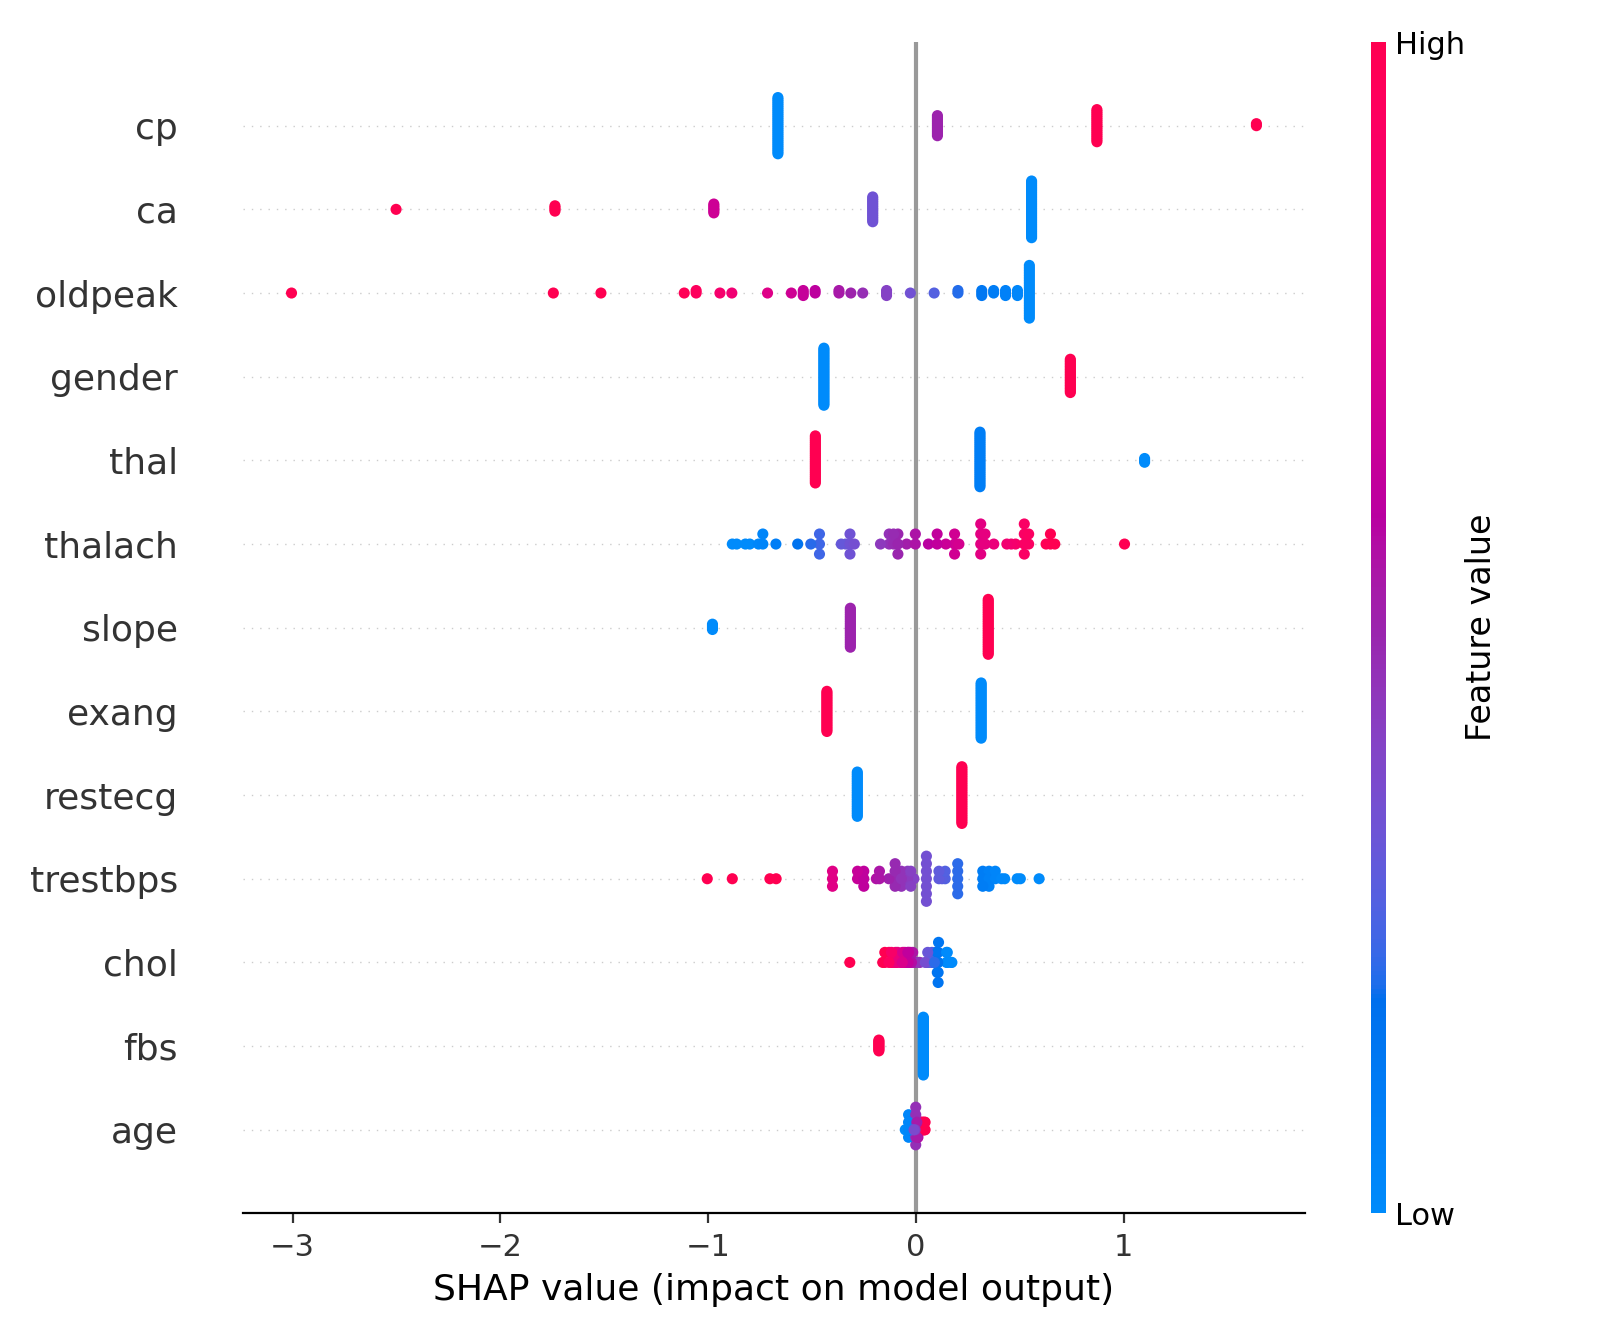 High
cp
ca
oldpeak
gender
thal
thalach
slope
exang
restecg
trestbps
chol
fbs
age
Feature value
Low
−3 −2 −1 0 1
SHAP value (impact on model output)